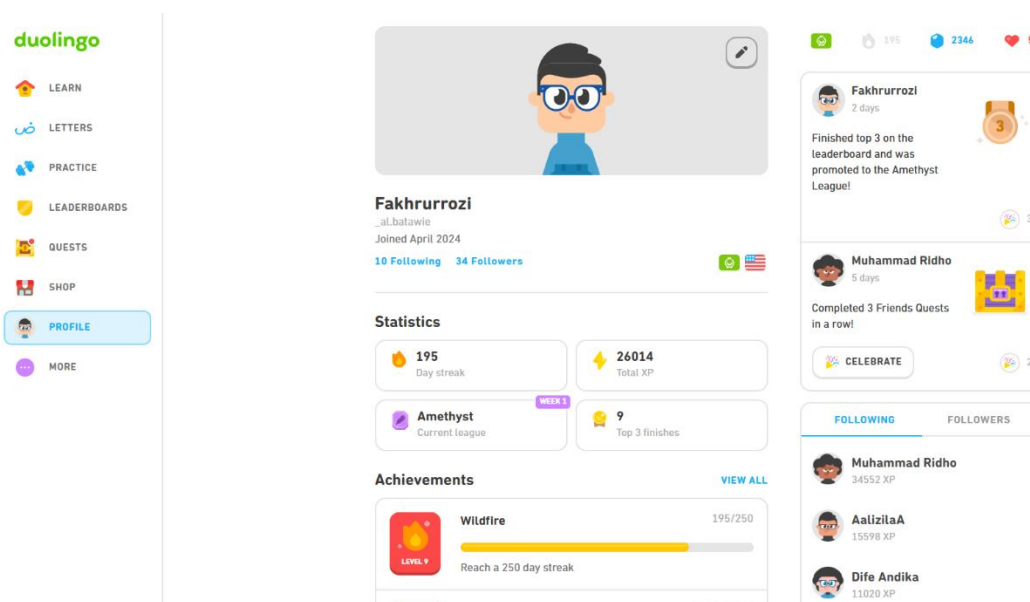 duolingo
LEARN
ض
LETTERS
PRACTICE
LEADERBOARDS
QUESTS
SHOP
PROFILE
MORE
Fakhrurrozi
_al.batawie
Joined April 2024
10 Following 34 Followers
Statistics
195
Day streak
26014
Total XP
WEEK 1
Amethyst
Current league
9
Top 3 finishes
Achievements
VIEW ALL
Wildfire
195/250
LEVEL 9
Reach a 250 day streak
195
2346
Fakhrurrozi
2 days
3
Finished top 3 on the
leaderboard and was
promoted to the Amethyst
League!
Muhammad Ridho
5 days
Completed 3 Friends Quests
in a row!
CELEBRATE
FOLLOWING
FOLLOWERS
Muhammad Ridho
34552 XP
AalizilaA
15598 XP
Dife Andika
11020 XP